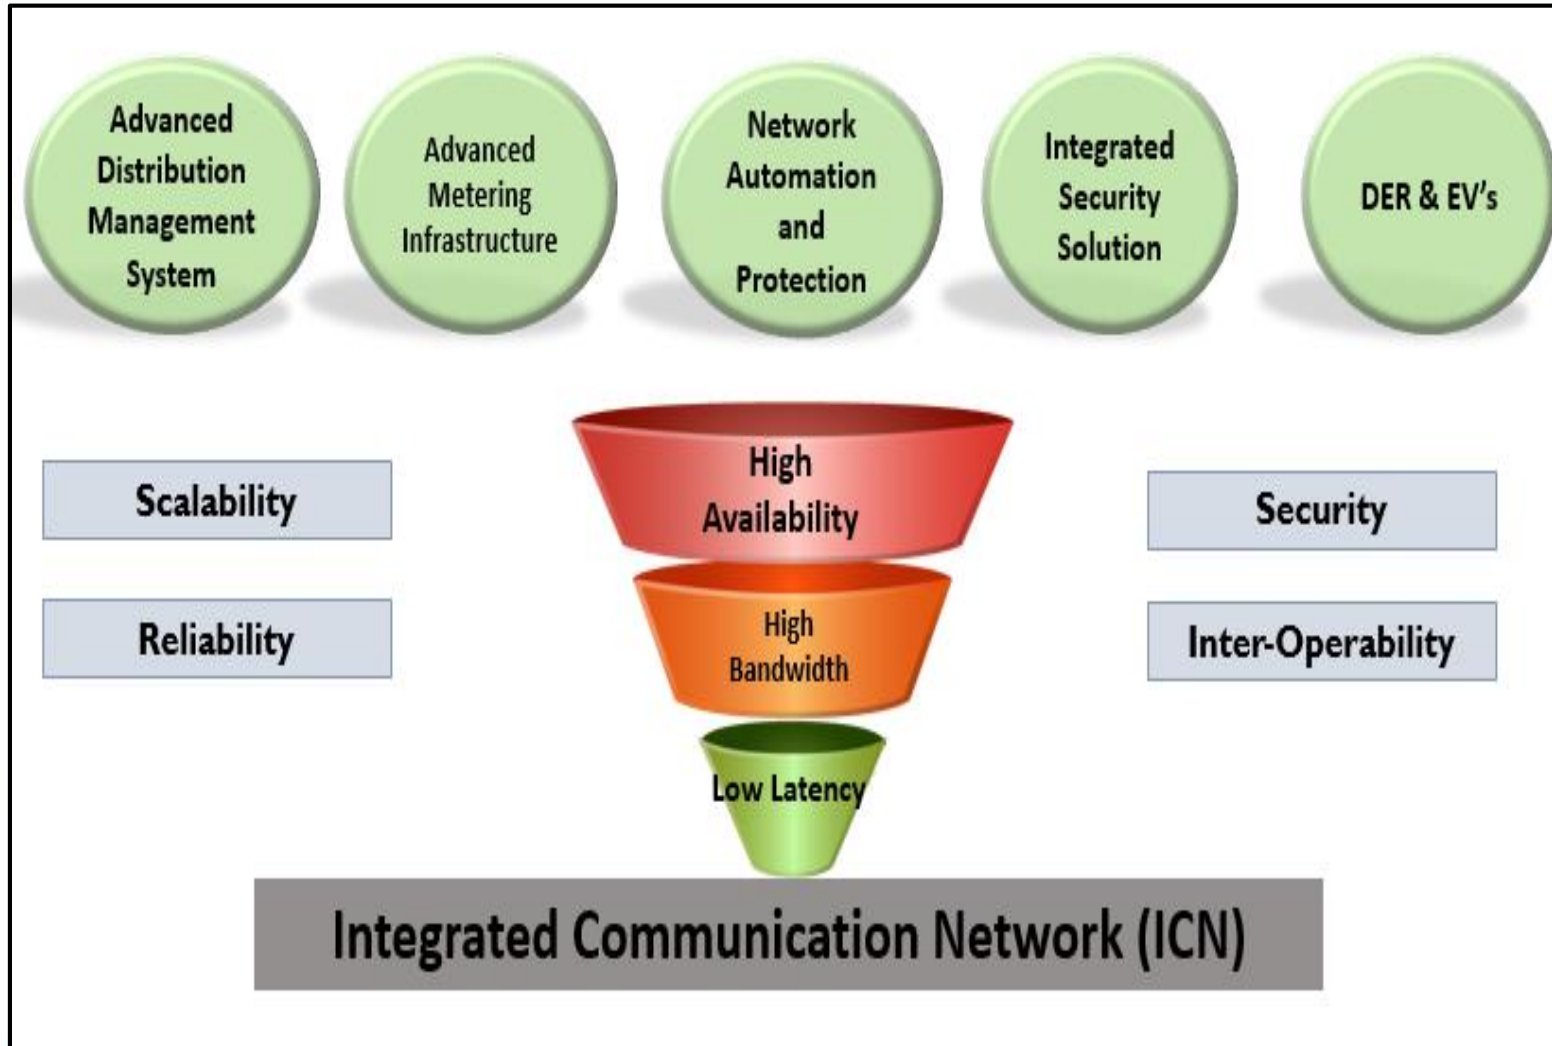 Advanced
Distribution
Management
System
Advanced
Metering
Infrastructure
Network
Automation
and
Protection
Integrated
Security
Solution
DER & EV’s
Scalability
Reliability
High
Availability
High
Bandwidth
Low Latency
Security
Inter-Operability
Integrated Communication Network (ICN)